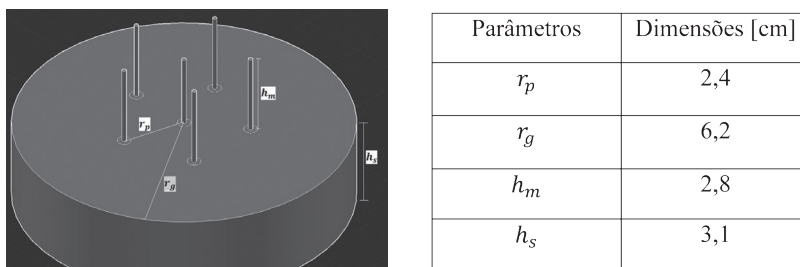 r_p
r_g
h_m
h_s
Parâmetros Dimensões [cm]
r_p 2,4
r_g 6,2
h_m 2,8
h_s 3,1